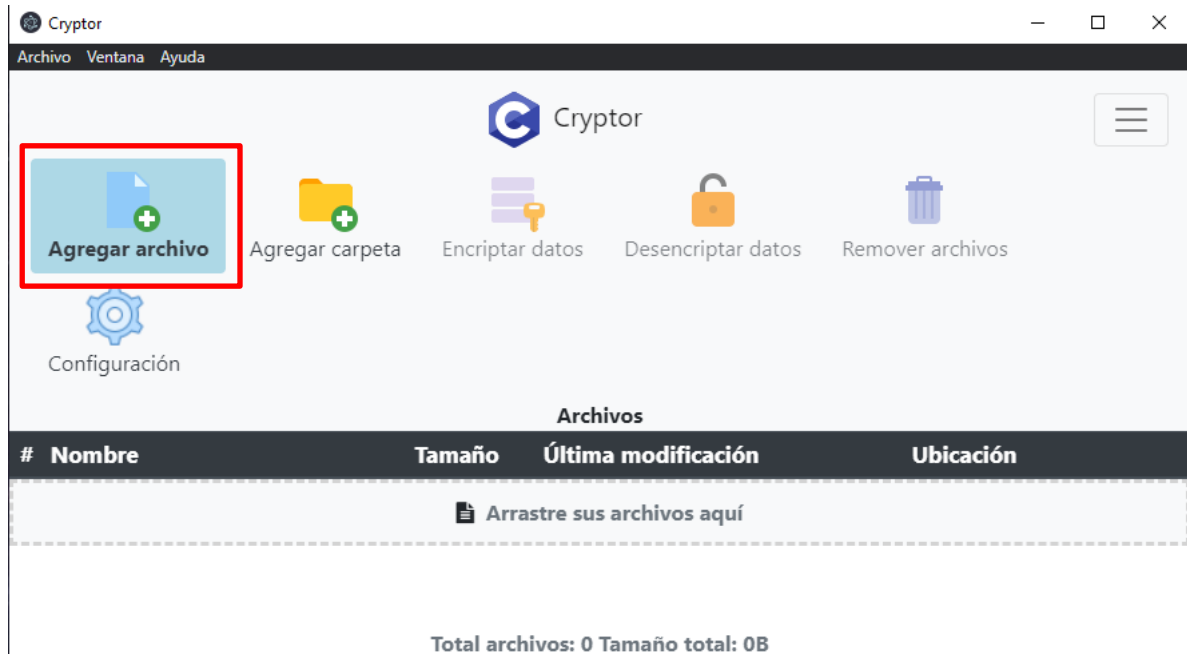 Cryptor
Archivo Ventana Ayuda
Cryptor
Agregar archivo Agregar carpeta Encriptar datos Desencriptar datos Remover archivos
Configuración
Archivos
# Nombre Tamaño Última modificación Ubicación
Arrastre sus archivos aquí
Total archivos: 0 Tamaño total: 0B